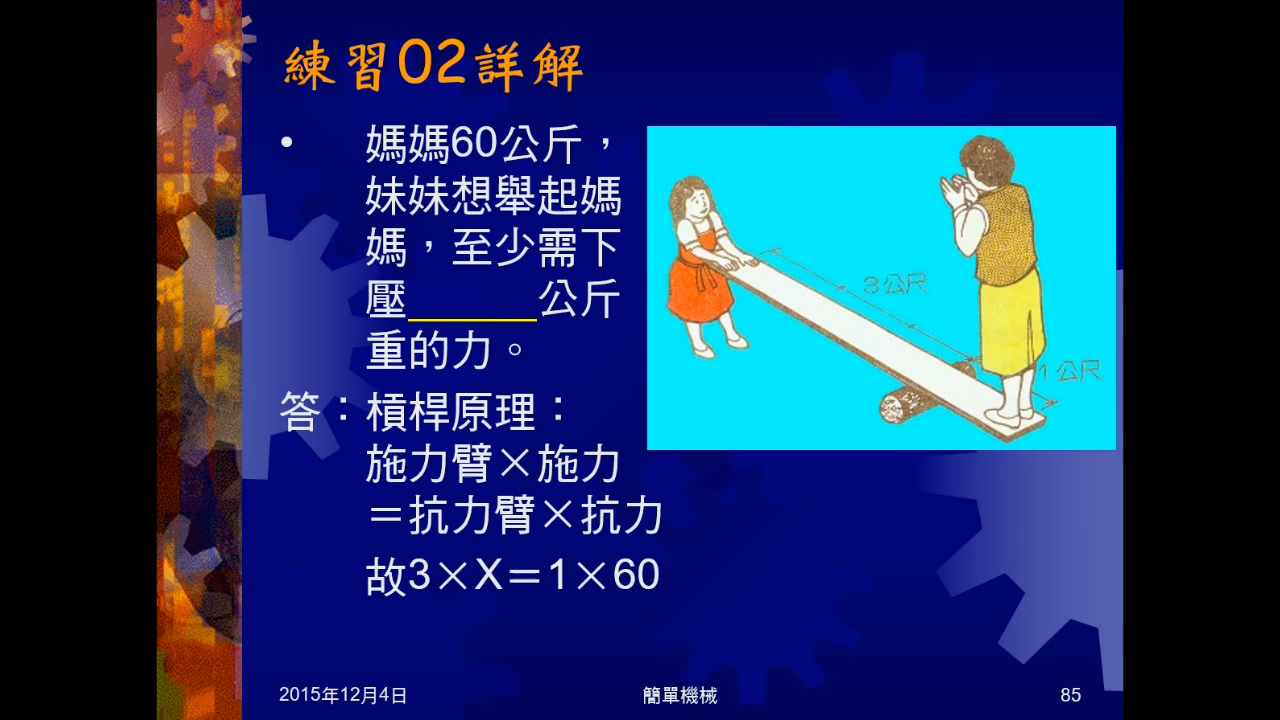 練習02詳解
• 媽媽60公斤，
妹妹想舉起媽
媽，至少需下
壓______公斤
重的力。
3公尺
1公尺
答：槓桿原理：
施力臂×施力
＝抗力臂×抗力
故3×X＝1×60
2015年12月4日
簡單機械
85